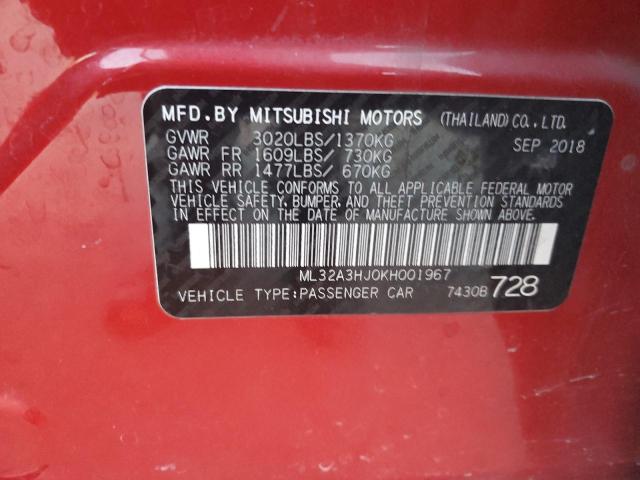 MFD.BY MITSUBISHI MOTORS (THAILAND)CO., LTD.
GVWR 3020LBS/1370KG SEP 2018
GAWR FR 1609LBS/ 730KG
GAWR RR 1477LBS/ 670KG
THIS VEHICLE CONFORMS TO ALL APPLICABLE FEDERAL MOTOR
VEHICLE SAFETY, BUMPER, AND THEFT PREVENTION STANDARDS
IN EFFECT ON THE DATE OF MANUFACTURE SHOWN ABOVE.
ML32A3HJ0KH001967
VEHICLE TYPE:PASSENGER CAR 7430B 728